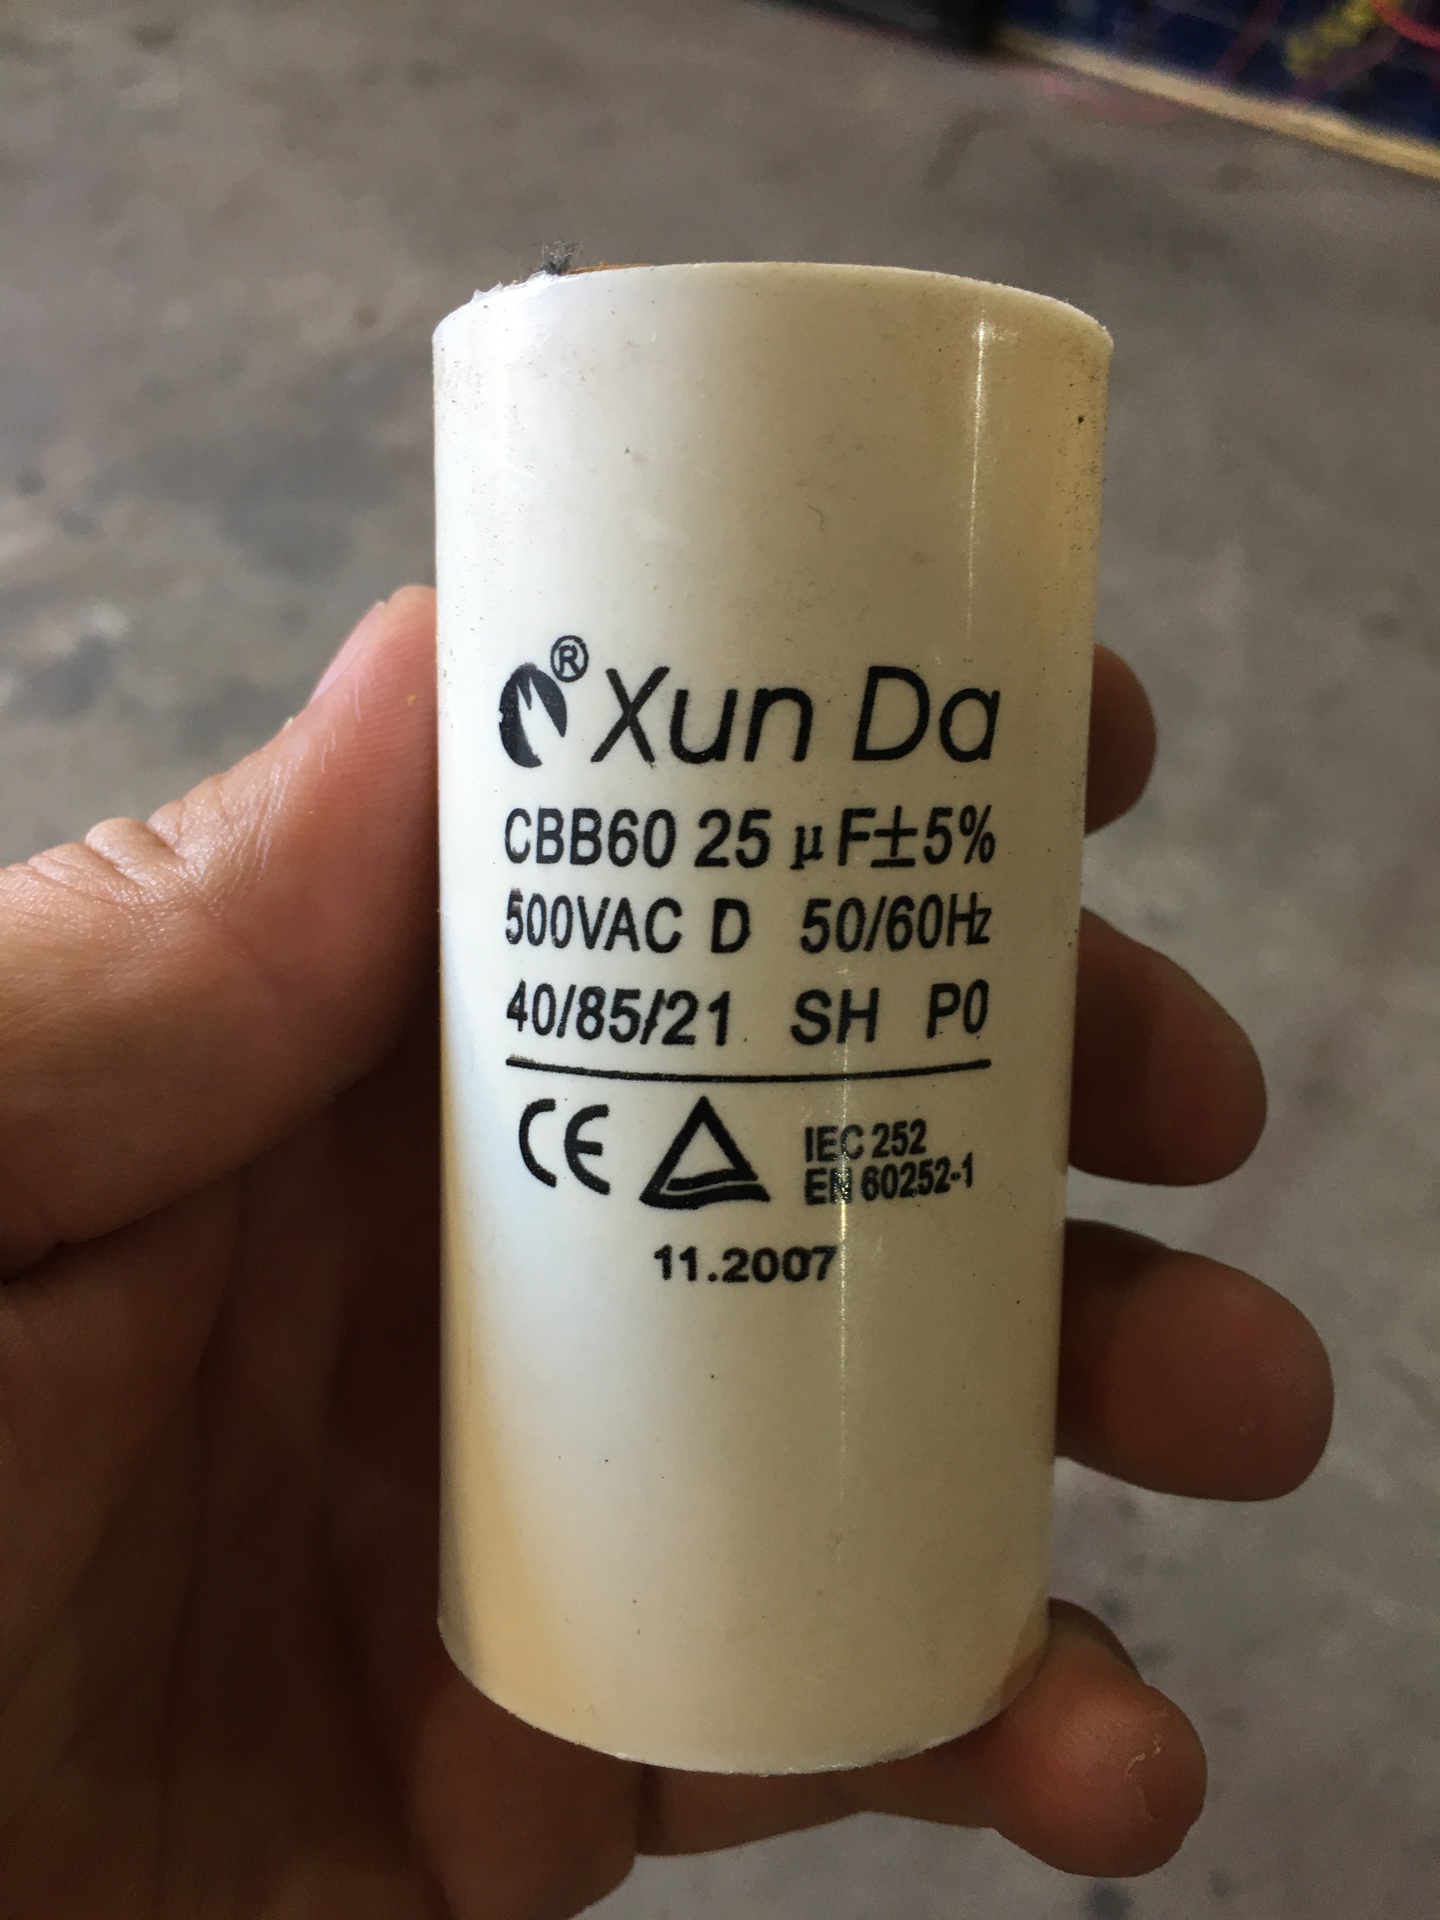 ® Xun Da
CBB60 25 μF±5%
500VAC D 50/60Hz
40/85/21 SH P0
CE IEC 252
EN 60252-1
11.2007